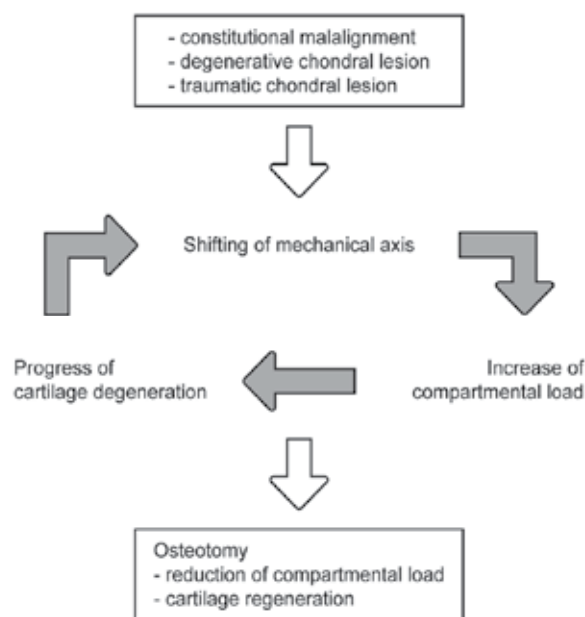 - constitutional malalignment
- degenerative chondral lesion
- traumatic chondral lesion
Shifting of mechanical axis
Progress of
cartilage degeneration
Increase of
compartmental load
Osteotomy
- reduction of compartmental load
- cartilage regeneration